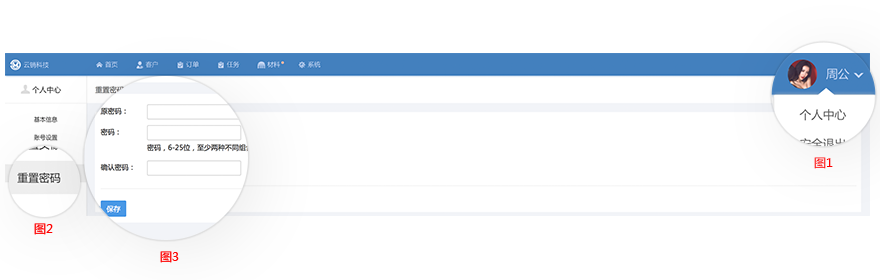 云销科技 首页 客户 订单 任务 材料 系统
周公
个人中心
安全退出
图1
个人中心
基本信息
账号设置
重置密码
图2
重置密码
原密码：
密码：
密码，6-25位，至少两种不同组
确认密码：
保存
图3